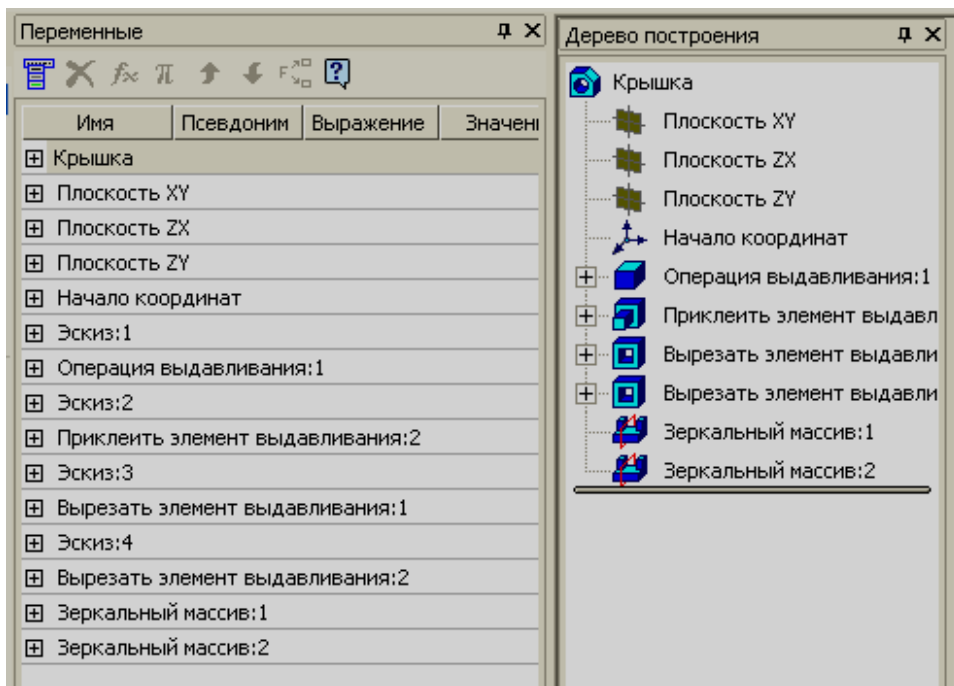 Переменные
Имя Псевдоним Выражение Значени
Крышка
Плоскость XY
Плоскость ZX
Плоскость ZY
Начало координат
Эскиз:1
Операция выдавливания:1
Эскиз:2
Приклеить элемент выдавливания:2
Эскиз:3
Вырезать элемент выдавливания:1
Эскиз:4
Вырезать элемент выдавливания:2
Зеркальный массив:1
Зеркальный массив:2
Дерево построения
Крышка
Плоскость XY
Плоскость ZX
Плоскость ZY
Начало координат
Операция выдавливания:1
Приклеить элемент выдавл
Вырезать элемент выдавли
Вырезать элемент выдавли
Зеркальный массив:1
Зеркальный массив:2